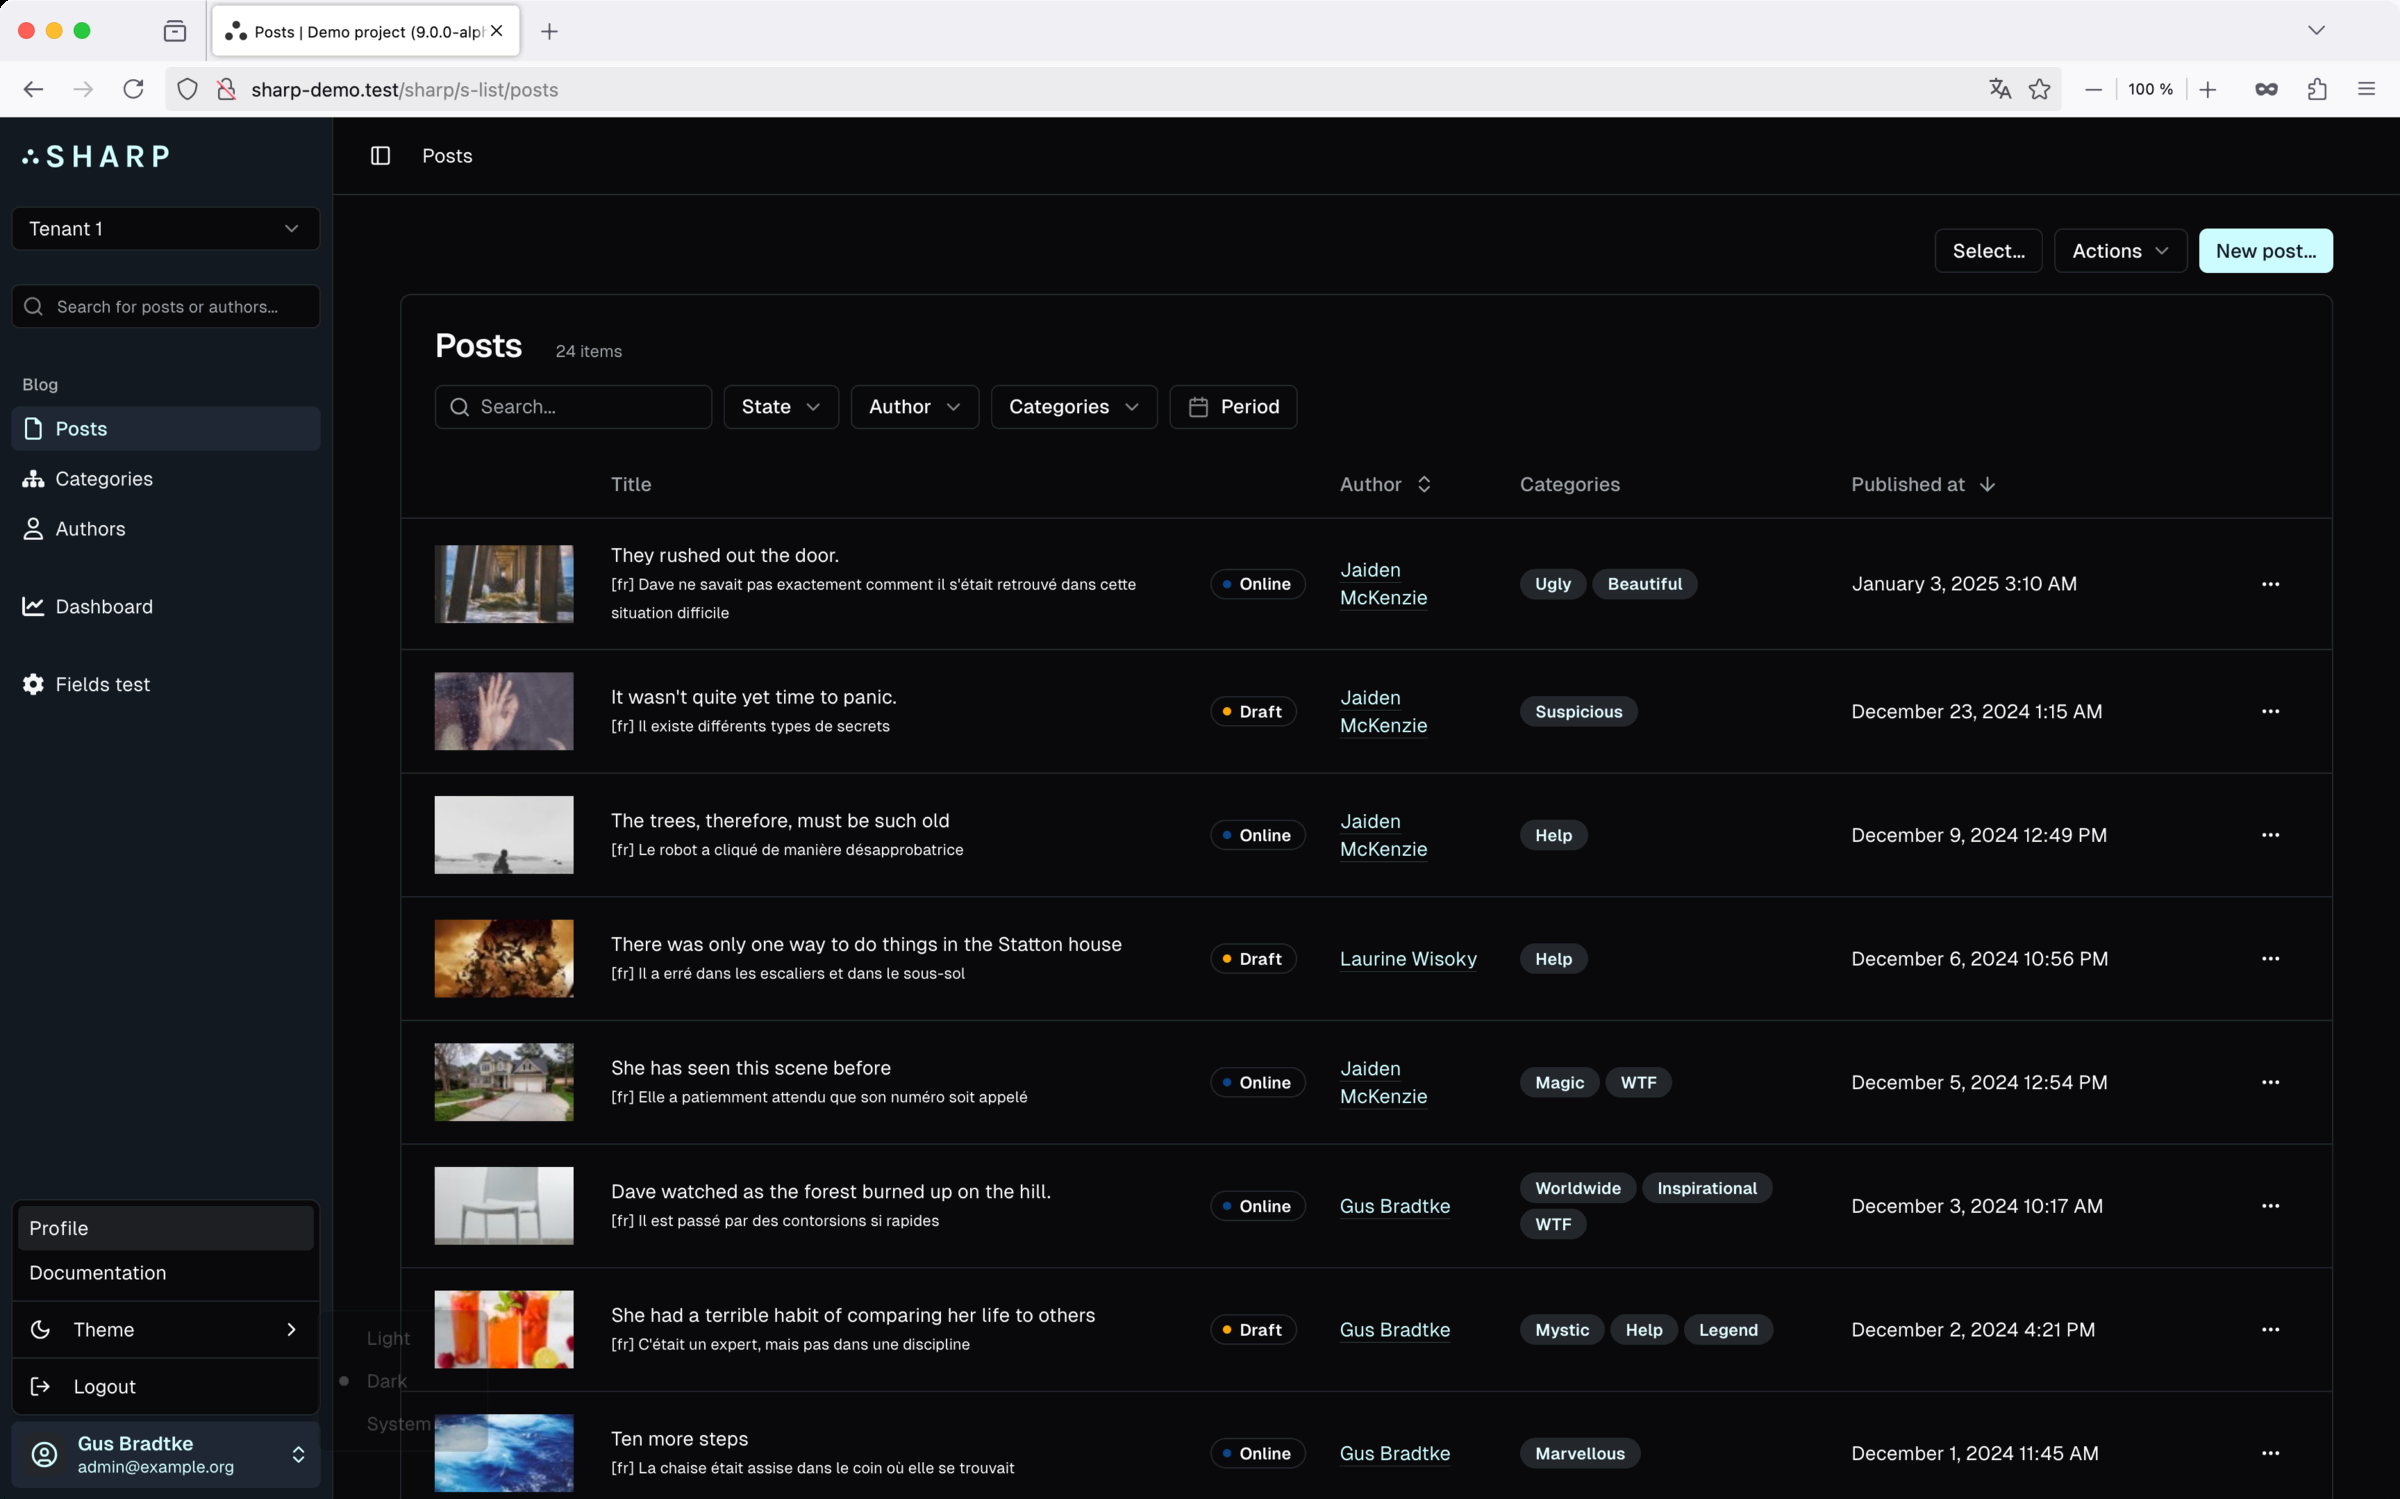 Posts | Demo project (9.0.0-alph
sharp-demo.test/sharp/s-list/posts
100 %
SHARP
Posts
Tenant 1
Search for posts or authors...
Blog
Posts
Categories
Authors
Dashboard
Fields test
Profile
Documentation
Theme
Logout
Light
Dark
System
Gus Bradtke
admin@example.org
Select...
Actions
New post...
Posts
24 items
Search...
State
Author
Categories
Period
Title
Author
Categories
Published at
They rushed out the door.
[fr] Dave ne savait pas exactement comment il s'était retrouvé dans cette
situation difficile
Online
Jaiden
McKenzie
Ugly
Beautiful
January 3, 2025 3:10 AM
It wasn't quite yet time to panic.
[fr] Il existe différents types de secrets
Draft
Jaiden
McKenzie
Suspicious
December 23, 2024 1:15 AM
The trees, therefore, must be such old
[fr] Le robot a cliqué de manière désapprobatrice
Online
Jaiden
McKenzie
Help
December 9, 2024 12:49 PM
There was only one way to do things in the Statton house
[fr] Il a erré dans les escaliers et dans le sous-sol
Draft
Laurine Wisoky
Help
December 6, 2024 10:56 PM
She has seen this scene before
[fr] Elle a patiemment attendu que son numéro soit appelé
Online
Jaiden
McKenzie
Magic
WTF
December 5, 2024 12:54 PM
Dave watched as the forest burned up on the hill.
[fr] Il est passé par des contorsions si rapides
Online
Gus Bradtke
Worldwide
Inspirational
WTF
December 3, 2024 10:17 AM
She had a terrible habit of comparing her life to others
[fr] C'était un expert, mais pas dans une discipline
Draft
Gus Bradtke
Mystic
Help
Legend
December 2, 2024 4:21 PM
Ten more steps
[fr] La chaise était assise dans le coin où elle se trouvait
Online
Gus Bradtke
Marvellous
December 1, 2024 11:45 AM